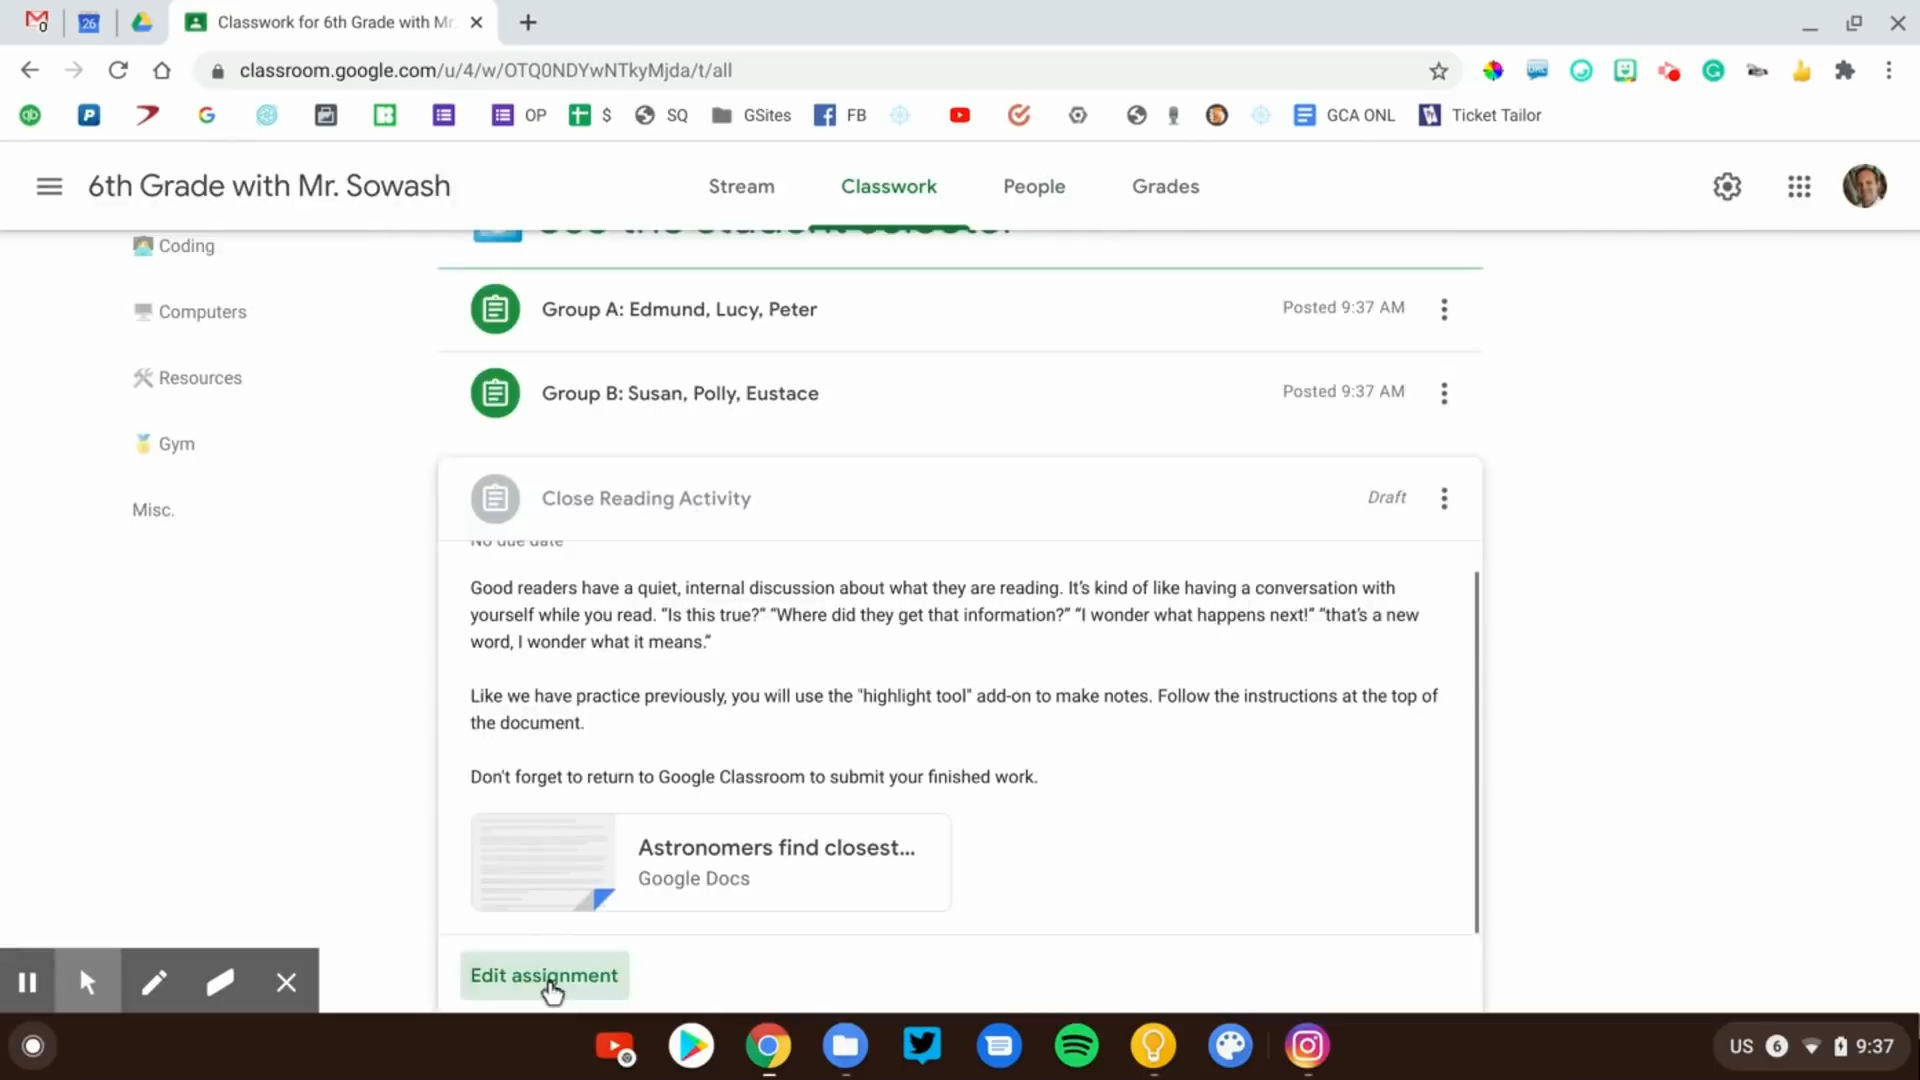 Classwork for 6th Grade with Mr.
classroom.google.com/u/4/w/OTQ0NDYwNTkyMjda/t/all
OP
$
SQ
GSites
FB
GCA ONL
Ticket Tailor
6th Grade with Mr. Sowash
Stream
Classwork
People
Grades
Coding
Computers
Resources
Gym
Misc.
Group A: Edmund, Lucy, Peter
Posted 9:37 AM
Group B: Susan, Polly, Eustace
Posted 9:37 AM
Close Reading Activity
Draft
No due date
Good readers have a quiet, internal discussion about what they are reading. It’s kind of like having a conversation with
yourself while you read. “Is this true?” “Where did they get that information?” “I wonder what happens next!” “that’s a new
word, I wonder what it means.”
Like we have practice previously, you will use the "highlight tool" add-on to make notes. Follow the instructions at the top of
the document.
Don't forget to return to Google Classroom to submit your finished work.
Astronomers find closest...
Google Docs
Edit assignment
US
6
9:37